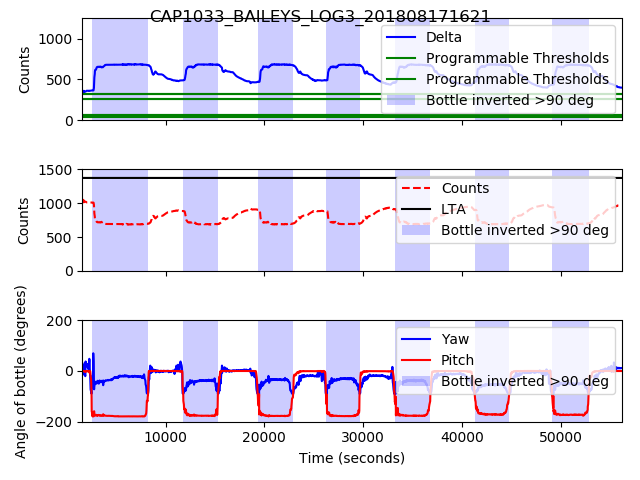 CAP1033_BAILEYS_LOG3_201808171621
Counts
1000
500
0
Delta
Programmable Thresholds
Programmable Thresholds
Bottle inverted >90 deg
Counts
1500
1000
500
0
Counts
LTA
Bottle inverted >90 deg
Angle of bottle (degrees)
200
0
−200
Yaw
Pitch
Bottle inverted >90 deg
10000 20000 30000 40000 50000
Time (seconds)